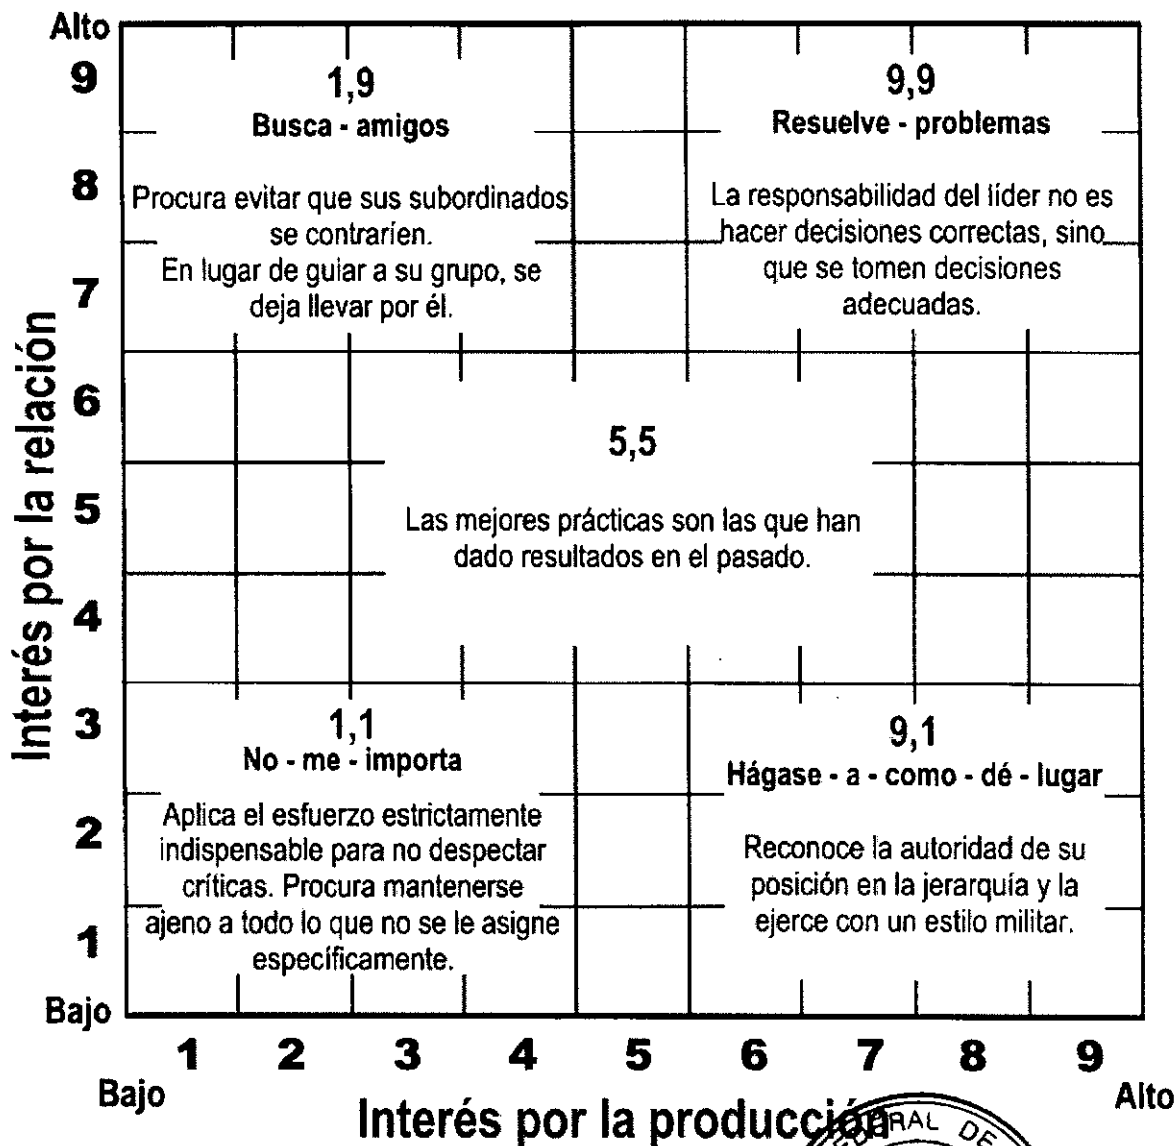 Alto
9
8
7
6
5
4
3
2
1
Bajo
Interés por la relación
1,9
Busca - amigos
Procura evitar que sus subordinados
se contraríen.
En lugar de guiar a su grupo, se
deja llevar por él.
9,9
Resuelve - problemas
La responsabilidad del líder no es
hacer decisiones correctas, sino
que se tomen decisiones
adecuadas.
5,5
Las mejores prácticas son las que han
dado resultados en el pasado.
1,1
No - me - importa
Aplica el esfuerzo estrictamente
indispensable para no despectar
críticas. Procura mantenerse
ajeno a todo lo que no se le asigne
específicamente.
9,1
Hágase - a - como - dé - lugar
Reconoce la autoridad de su
posición en la jerarquía y la
ejerce con un estilo militar.
1 2 3 4 5 6 7 8 9
Bajo
Alto
Interés por la producción
DE